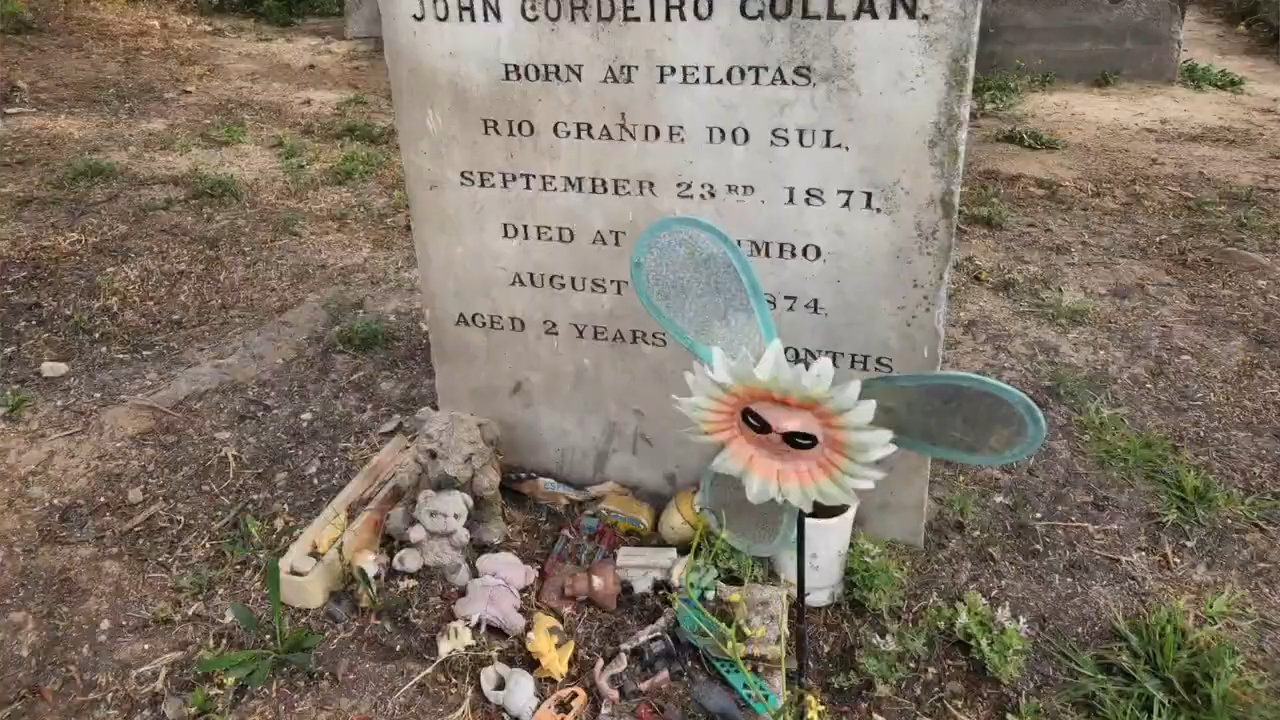 JOHN CORDEIRO GOLLAN.
BORN AT PELOTAS,
RIO GRANDE DO SUL,
SEPTEMBER 23RD. 1871,
DIED AT
AUGUST
AGED 2 YEARS